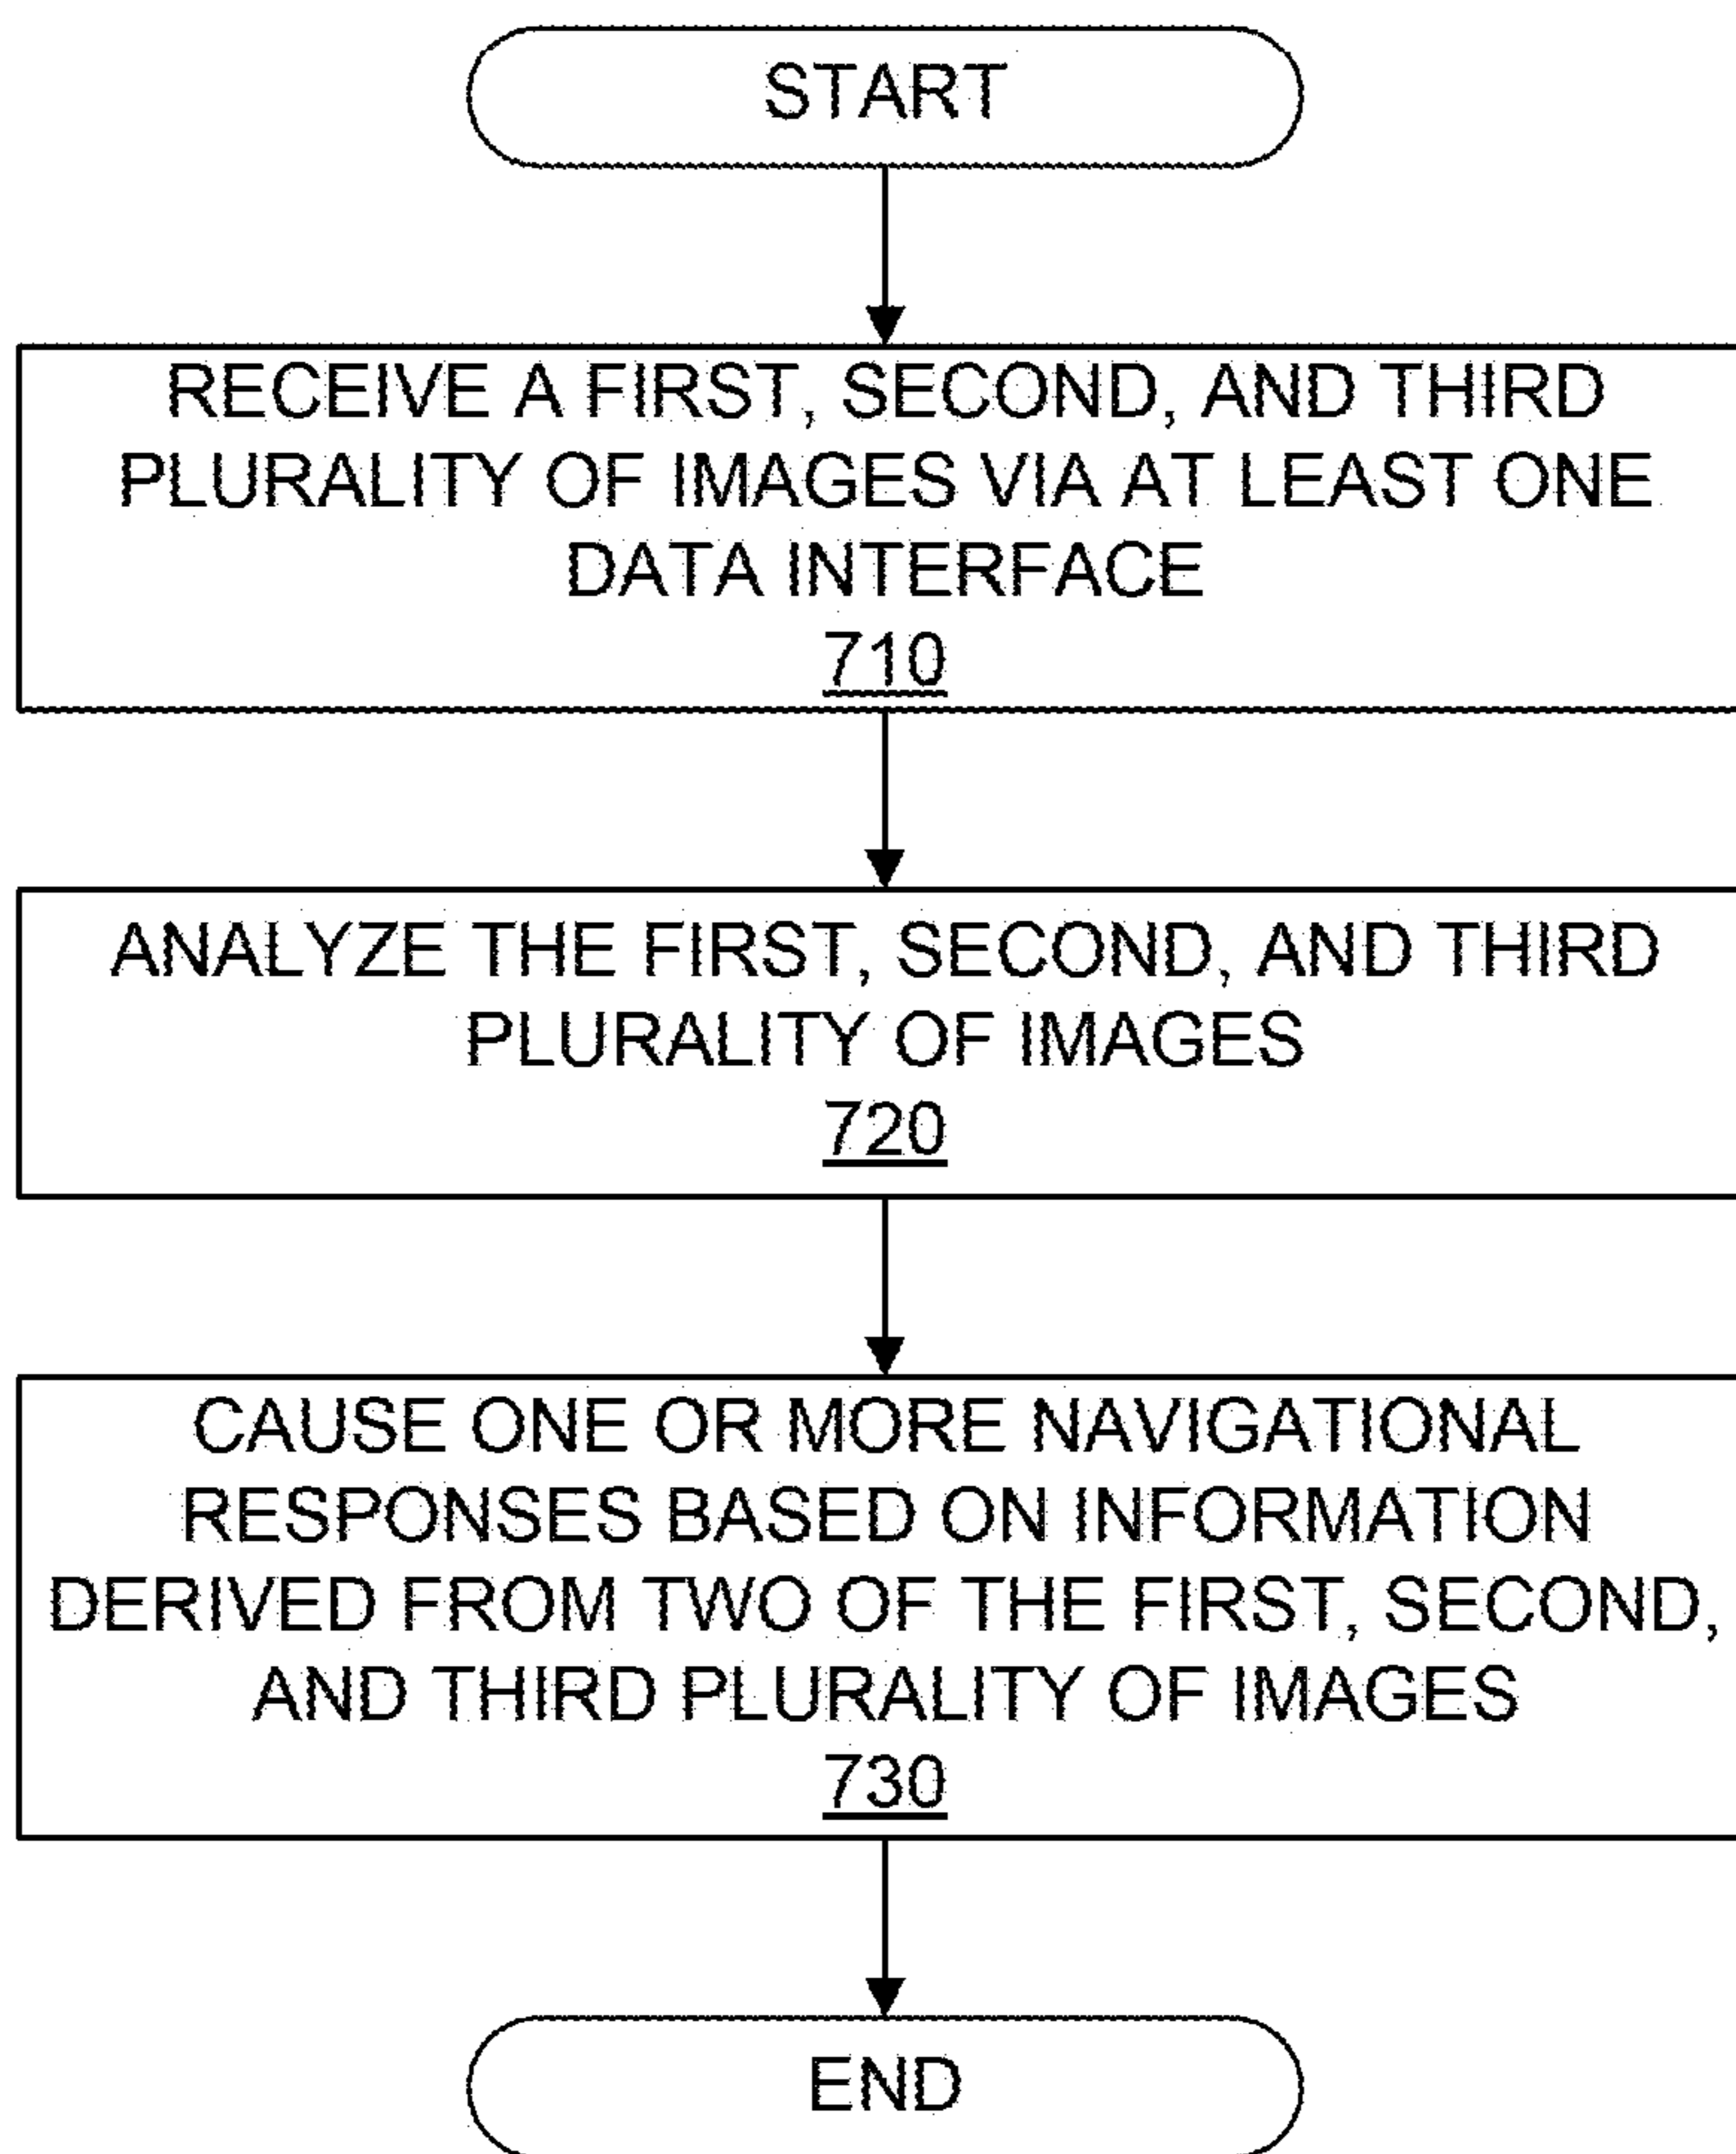 START
RECEIVE A FIRST, SECOND, AND THIRD
PLURALITY OF IMAGES VIA AT LEAST ONE
DATA INTERFACE
710
ANALYZE THE FIRST, SECOND, AND THIRD
PLURALITY OF IMAGES
720
CAUSE ONE OR MORE NAVIGATIONAL
RESPONSES BASED ON INFORMATION
DERIVED FROM TWO OF THE FIRST, SECOND,
AND THIRD PLURALITY OF IMAGES
730
END